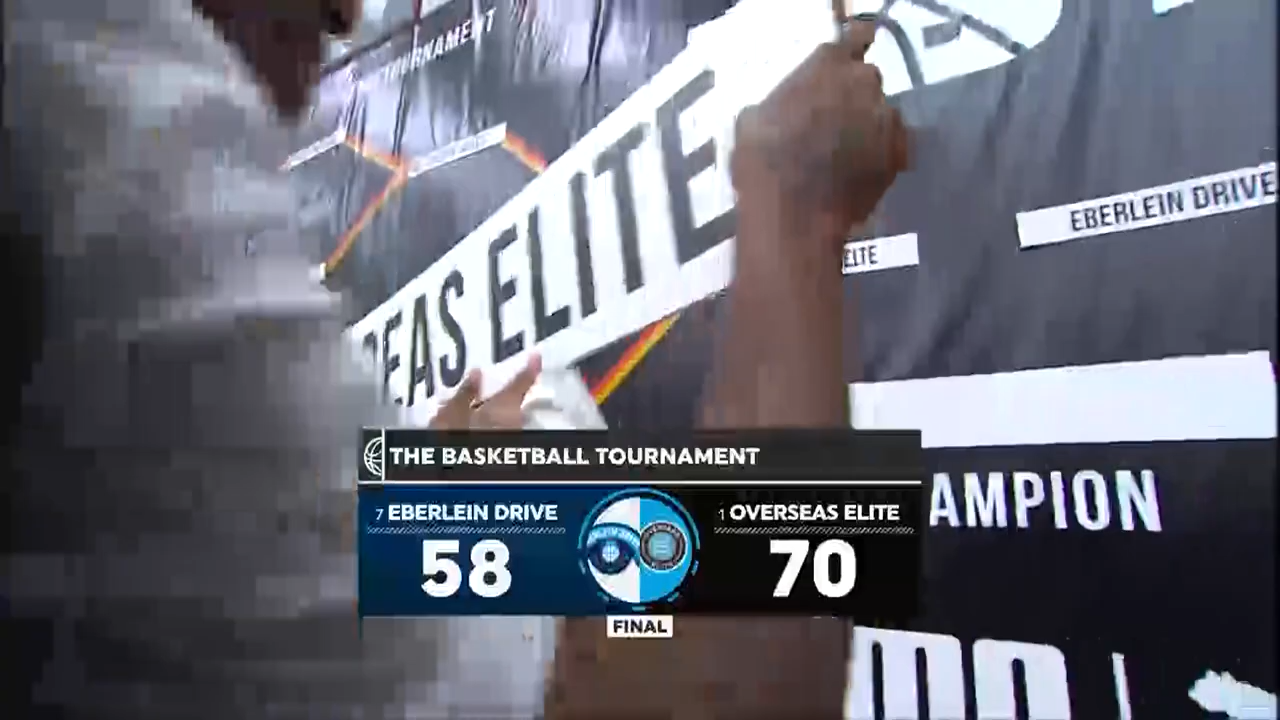 TOURNAMENT
EAS ELITE
ELITE
EBERLEIN DRIVE
THE BASKETBALL TOURNAMENT
7 EBERLEIN DRIVE
58
1 OVERSEAS ELITE
70
FINAL
AMPION